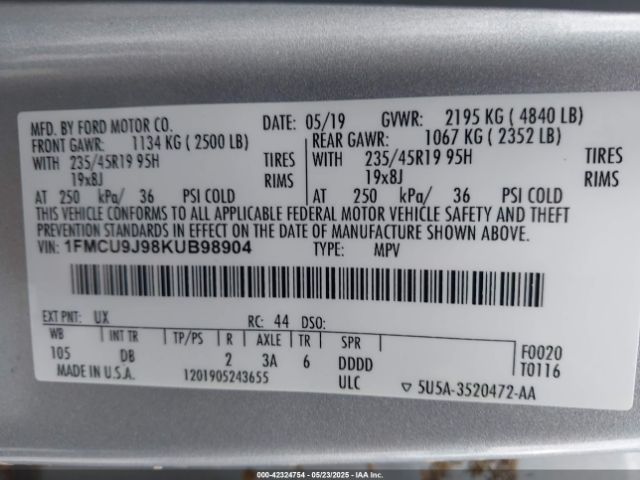 MFD. BY FORD MOTOR CO. DATE: 05/19 GVWR: 2195 KG ( 4840 LB)
FRONT GAWR: 1134 KG ( 2500 LB) REAR GAWR: 1067 KG ( 2352 LB)
WITH 235/45R19 95H TIRES WITH 235/45R19 95H TIRES
19x8J RIMS 19x8J RIMS
AT 250 kPa/ 36 PSI COLD AT 250 kPa/ 36 PSI COLD
THIS VEHICLE CONFORMS TO ALL APPLICABLE FEDERAL MOTOR VEHICLE SAFETY AND THEFT
PREVENTION STANDARDS IN EFFECT ON THE DATE OF MANUFACTURE SHOWN ABOVE.
VIN: 1FMCU9J98KUB98904 TYPE: MPV
EXT PNT: UX RC: 44 DSO:
WB INT TR TP/PS R AXLE TR SPR
105 DB 2 3A 6 DDDD
F0020
T0116
MADE IN U.S.A. 1201905243655 ULC ▽ 5U5A-3520472-AA
00-42324754 - 05/23/2025 - IAAI.COM